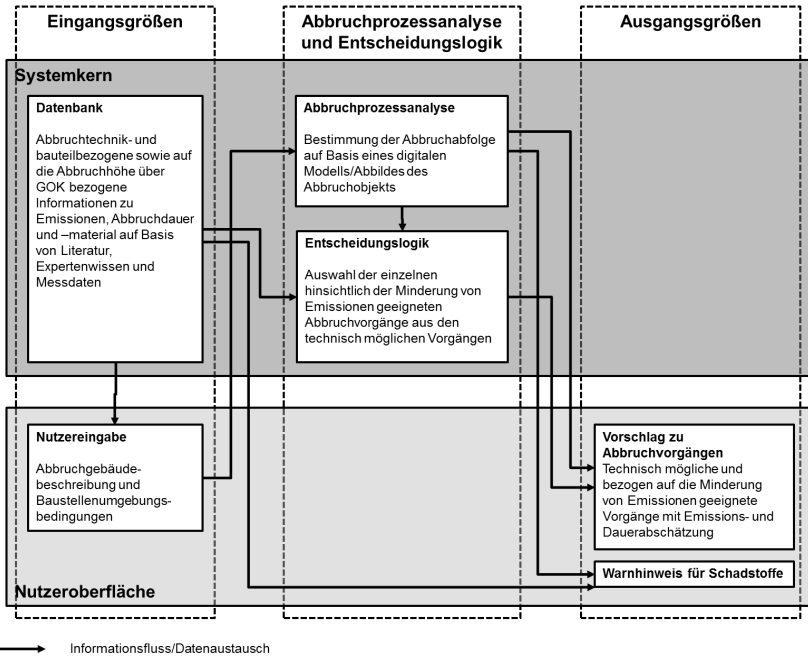 Eingangsgrößen
Abbruchprozessanalyse
und Entscheidungslogik
Ausgangsgrößen
Systemkern
Datenbank
Abbruchtechnik- und
bauteilbezogene sowie auf
die Abbruchhöhe über
GOK bezogene
Informationen zu
Emissionen, Abbruchdauer
und –material auf Basis
von Literatur,
Expertenwissen und
Messdaten
Abbruchprozessanalyse
Bestimmung der Abbruchabfolge
auf Basis eines digitalen
Modells/Abbildes des
Abbruchobjekts
Entscheidungslogik
Auswahl der einzelnen
hinsichtlich der Minderung von
Emissionen geeigneten
Abbruchvorgänge aus den
technisch möglichen Vorgängen
Nutzereingabe
Abbruchgebäude-
beschreibung und
Baustellenumgebungs-
bedingungen
Vorschlag zu
Abbruchvorgängen
Technisch mögliche und
bezogen auf die Minderung
von Emissionen geeignete
Vorgänge mit Emissions- und
Dauerabschätzung
Warnhinweis für Schadstoffe
Nutzeroberfläche
Informationsfluss/Datenaustausch